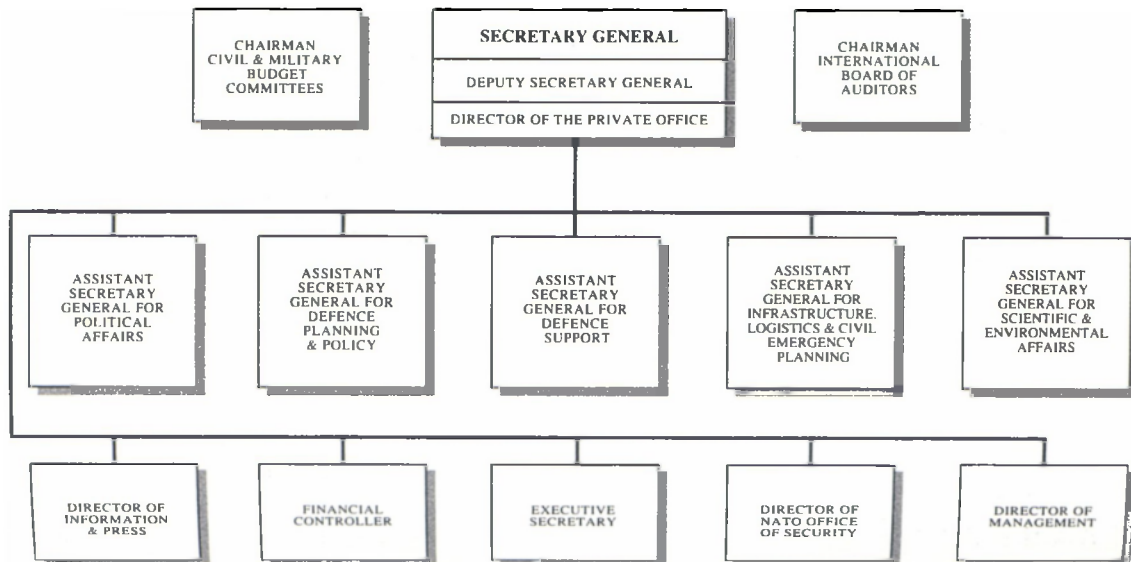 CHAIRMAN
CIVIL & MILITARY
BUDGET
COMMITTEES
SECRETARY GENERAL
DEPUTY SECRETARY GENERAL
DIRECTOR OF THE PRIVATE OFFICE
CHAIRMAN
INTERNATIONAL
BOARD OF
AUDITORS
ASSISTANT
SECRETARY
GENERAL FOR
POLITICAL
AFFAIRS
ASSISTANT
SECRETARY
GENERAL FOR
DEFENCE
PLANNING
& POLICY
ASSISTANT
SECRETARY
GENERAL FOR
DEFENCE
SUPPORT
ASSISTANT
SECRETARY
GENERAL FOR
INFRASTRUCTURE.
LOGISTICS & CIVIL
EMERGENCY
PLANNING
ASSISTANT
SECRETARY
GENERAL FOR
SCIENTIFIC &
ENVIRONMENTAL
AFFAIRS
DIRECTOR OF
INFORMATION
& PRESS
FINANCIAL
CONTROLLER
EXECUTIVE
SECRETARY
DIRECTOR OF
NATO OFFICE
OF SECURITY
DIRECTOR OF
MANAGEMENT